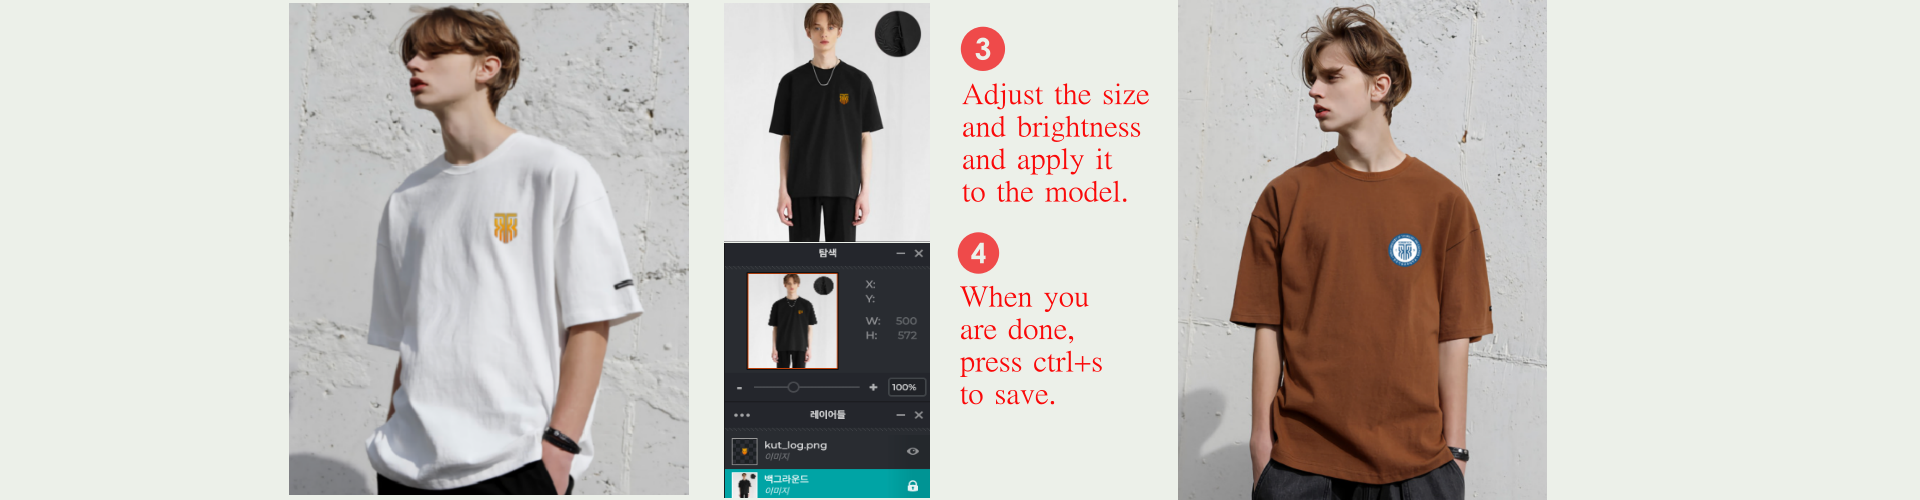 탐색
X:
Y:
W: 500
H: 572
- + 100%
레이어들
kut_log.png
이미지
백그라운드
이미지
3
Adjust the size
and brightness
and apply it
to the model.
4
When you
are done,
press ctrl+s
to save.